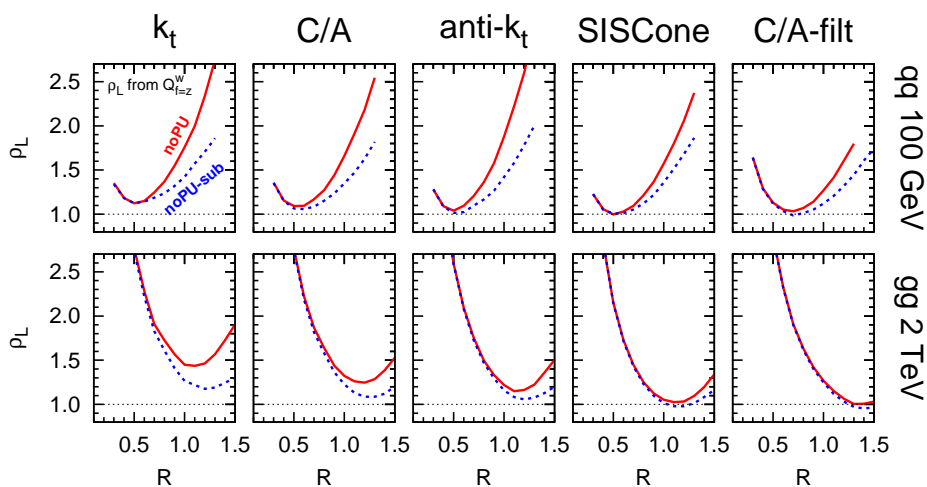 k_t C/A anti-k_t SISCone C/A-filt
ρ_L from Q^w_{f=z}
noPU
noPU-sub
ρ_L
2.5
2.0
1.5
1.0
qq 100 GeV
ρ_L
2.5
2.0
1.5
1.0
gg 2 TeV
0.5 1.0 1.5 0.5 1.0 1.5 0.5 1.0 1.5 0.5 1.0 1.5 0.5 1.0 1.5
R R R R R